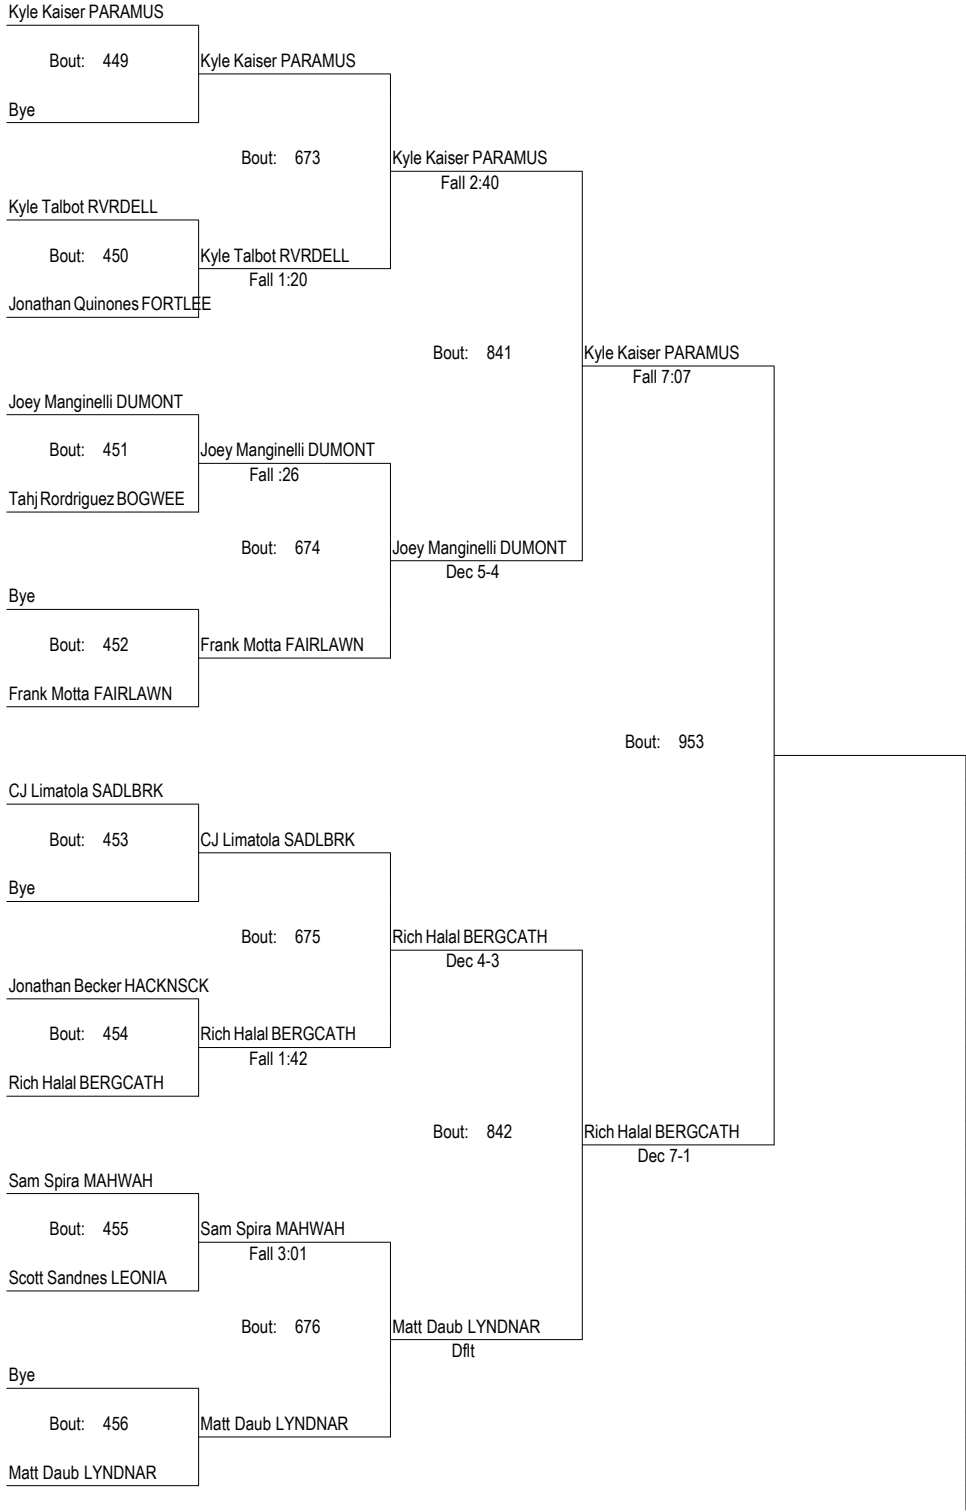 Kyle Kaiser PARAMUS
Bout: 449
Kyle Kaiser PARAMUS
Bye
Bout: 673
Kyle Kaiser PARAMUS
Fall 2:40
Kyle Talbot RVRDELL
Bout: 450
Kyle Talbot RVRDELL
Fall 1:20
Jonathan Quinones FORTLEE
Bout: 841
Kyle Kaiser PARAMUS
Fall 7:07
Joey Manginelli DUMONT
Bout: 451
Joey Manginelli DUMONT
Fall :26
Tahj Rordriguez BOGWEE
Bout: 674
Joey Manginelli DUMONT
Dec 5-4
Bye
Bout: 452
Frank Motta FAIRLAWN
Frank Motta FAIRLAWN
Bout: 953
CJ Limatola SADLBRK
Bout: 453
CJ Limatola SADLBRK
Bye
Bout: 675
Rich Halal BERGCATH
Dec 4-3
Jonathan Becker HACKNSCK
Bout: 454
Rich Halal BERGCATH
Fall 1:42
Rich Halal BERGCATH
Bout: 842
Rich Halal BERGCATH
Dec 7-1
Sam Spira MAHWAH
Bout: 455
Sam Spira MAHWAH
Fall 3:01
Scott Sandnes LEONIA
Bout: 676
Matt Daub LYNDNAR
Dflt
Bye
Bout: 456
Matt Daub LYNDNAR
Matt Daub LYNDNAR